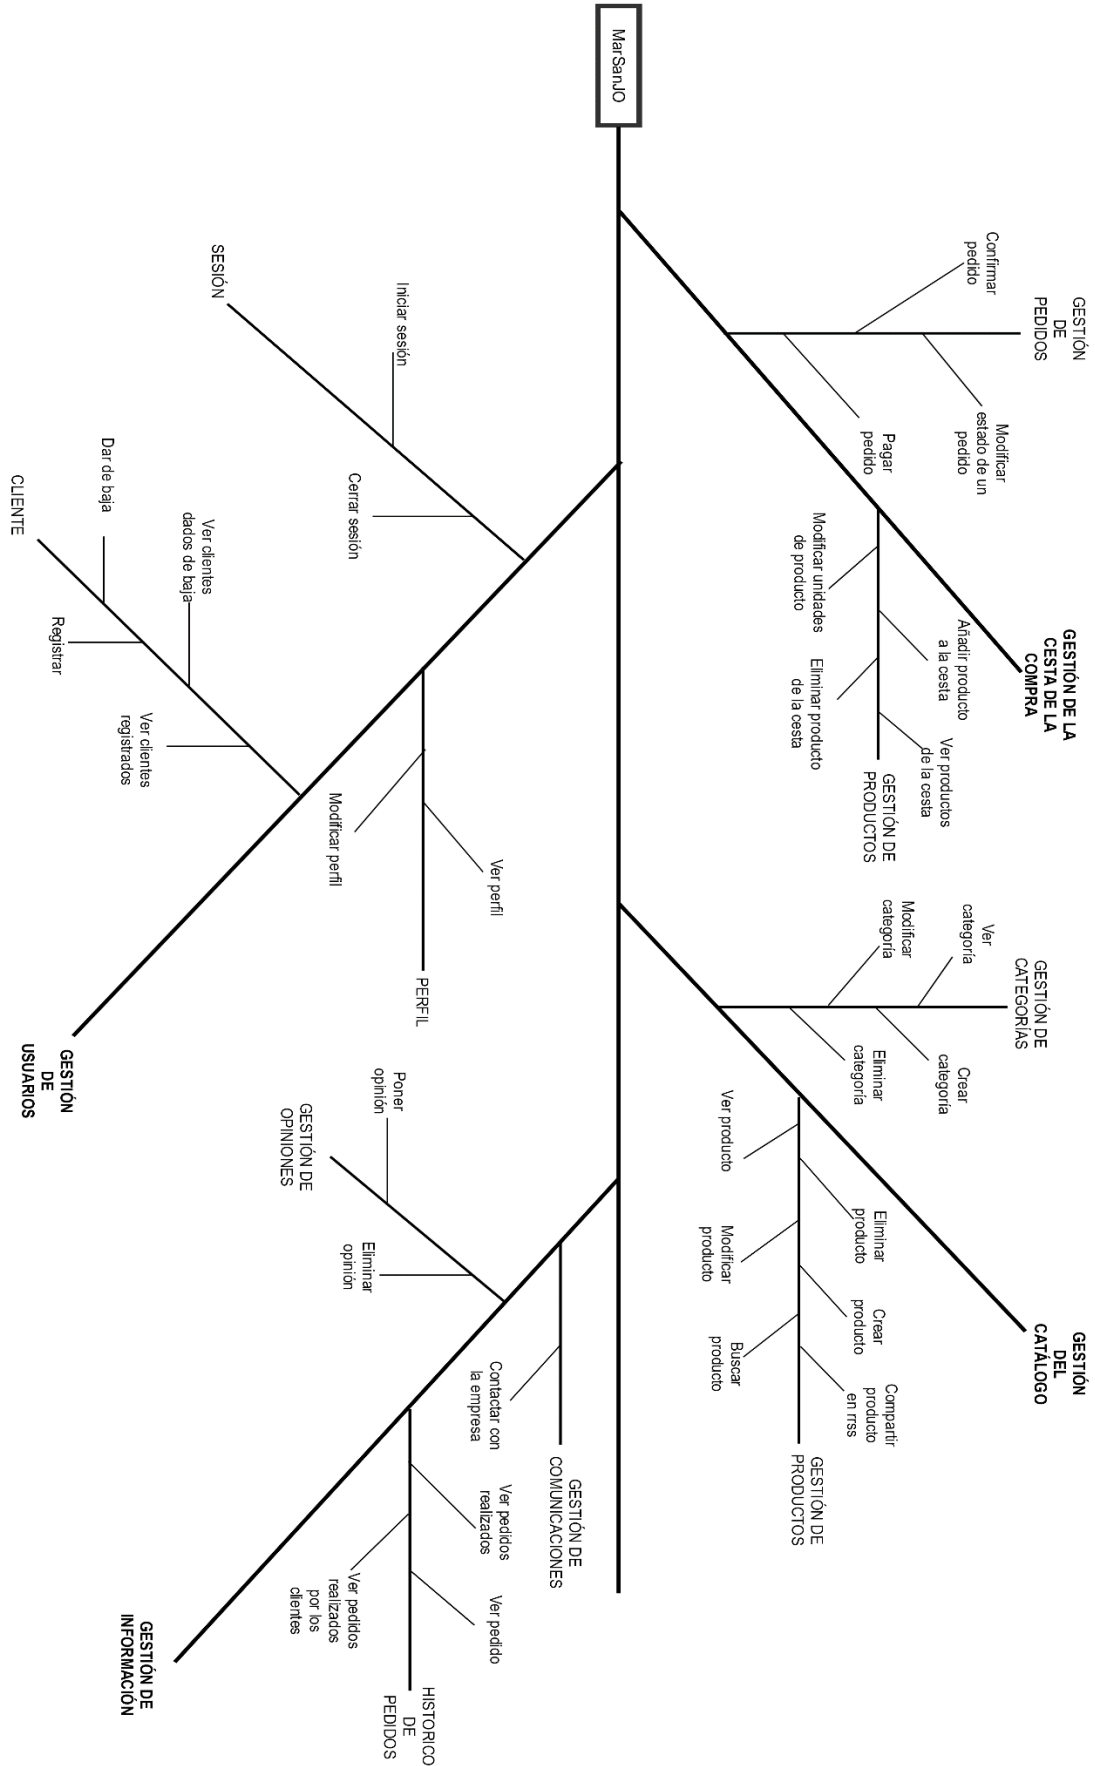 MarSanJO
GESTIÓN
DE
PEDIDOS
Confirmar
pedido
Modificar
estado de un
pedido
Pagar
pedido
GESTIÓN DE LA
CESTA DE LA
COMPRA
Modificar unidades
de producto
Añadir producto
a la cesta
Eliminar producto
de la cesta
Ver productos
de la cesta
GESTIÓN DE
PRODUCTOS
SESIÓN
Iniciar sesión
Cerrar sesión
CLIENTE
Dar de baja
Ver clientes
dados de baja
Registrar
Ver clientes
registrados
Modificar perfil
Ver perfil
PERFIL
GESTIÓN
DE
USUARIOS
GESTIÓN DE
CATEGORÍAS
Ver
categoría
Modificar
categoría
Crear
categoría
Eliminar
categoría
GESTIÓN
DEL
CATÁLOGO
Ver producto
Eliminar
producto
Modificar
producto
Crear
producto
Buscar
producto
Compartir
producto
en rrss
GESTIÓN DE
PRODUCTOS
GESTIÓN DE
OPINIONES
Poner
opinión
Eliminar
opinión
Contactar con
la empresa
GESTIÓN DE
COMUNICACIONES
Ver pedidos
realizados
Ver pedidos
realizados
por los
clientes
Ver pedido
HISTORICO
DE
PEDIDOS
GESTIÓN DE
INFORMACIÓN